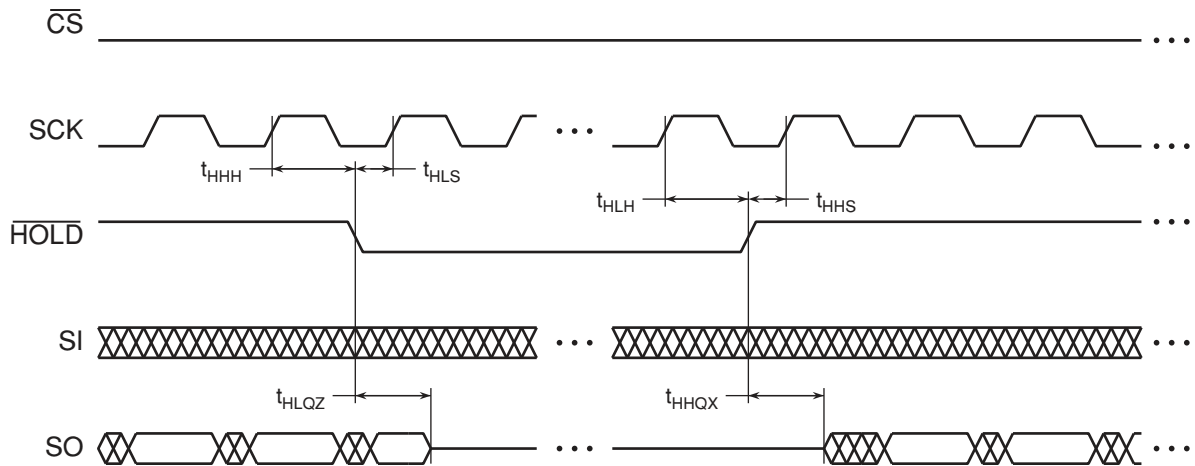 CS
SCK
tHHH
tHLS
tHLH
tHHS
HOLD
SI
tHLQZ
tHHQX
SO